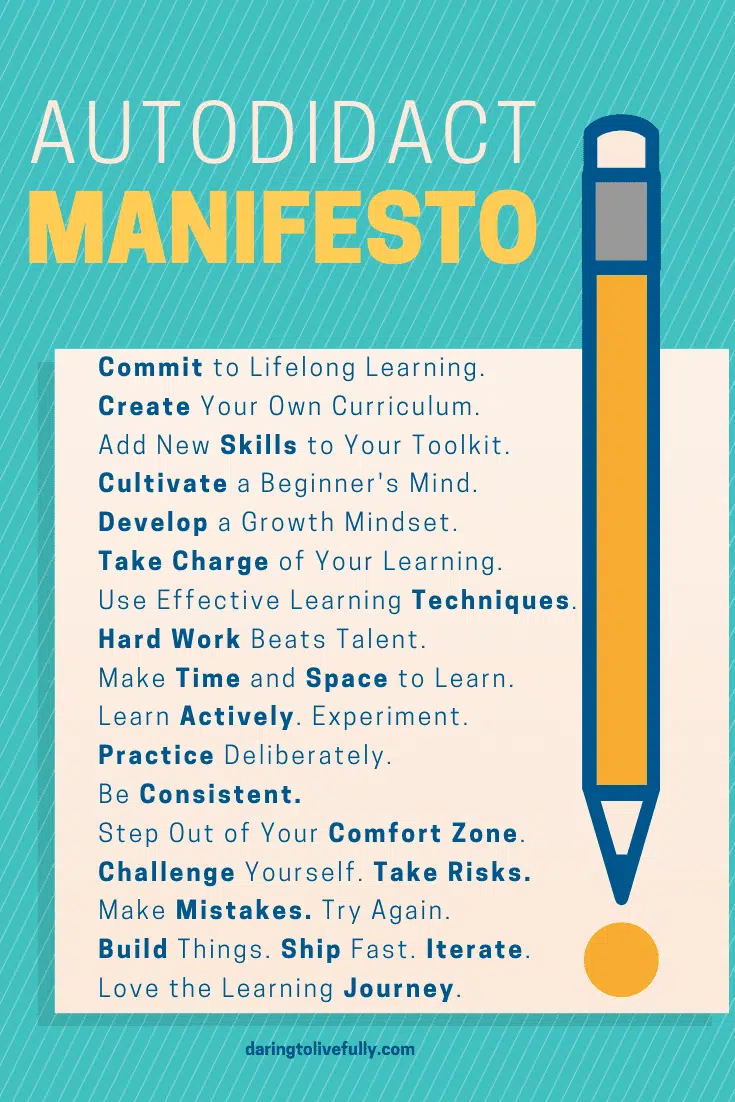 AUTODIDACT
MANIFESTO
Commit to Lifelong Learning.
Create Your Own Curriculum.
Add New Skills to Your Toolkit.
Cultivate a Beginner's Mind.
Develop a Growth Mindset.
Take Charge of Your Learning.
Use Effective Learning Techniques.
Hard Work Beats Talent.
Make Time and Space to Learn.
Learn Actively. Experiment.
Practice Deliberately.
Be Consistent.
Step Out of Your Comfort Zone.
Challenge Yourself. Take Risks.
Make Mistakes. Try Again.
Build Things. Ship Fast. Iterate.
Love the Learning Journey.
daringtolivefully.com